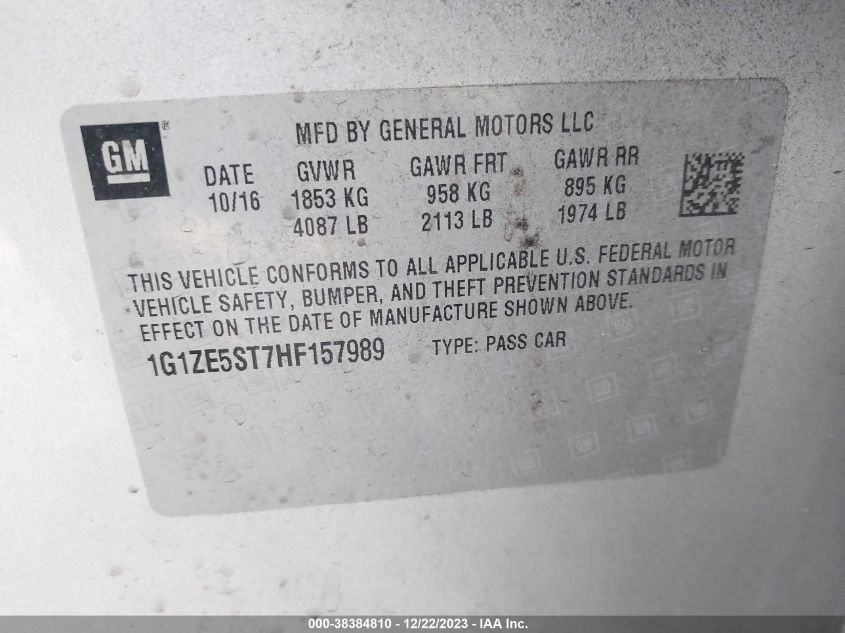 GM®
MFD BY GENERAL MOTORS LLC
DATE GVWR GAWR FRT GAWR RR
10/16 1853 KG 958 KG 895 KG
4087 LB 2113 LB 1974 LB
THIS VEHICLE CONFORMS TO ALL APPLICABLE U.S. FEDERAL MOTOR
VEHICLE SAFETY, BUMPER, AND THEFT PREVENTION STANDARDS IN
EFFECT ON THE DATE OF MANUFACTURE SHOWN ABOVE.
1G1ZE5ST7HF157989 TYPE: PASS CAR
000-38384810 - 12/22/2023 - IAA Inc.